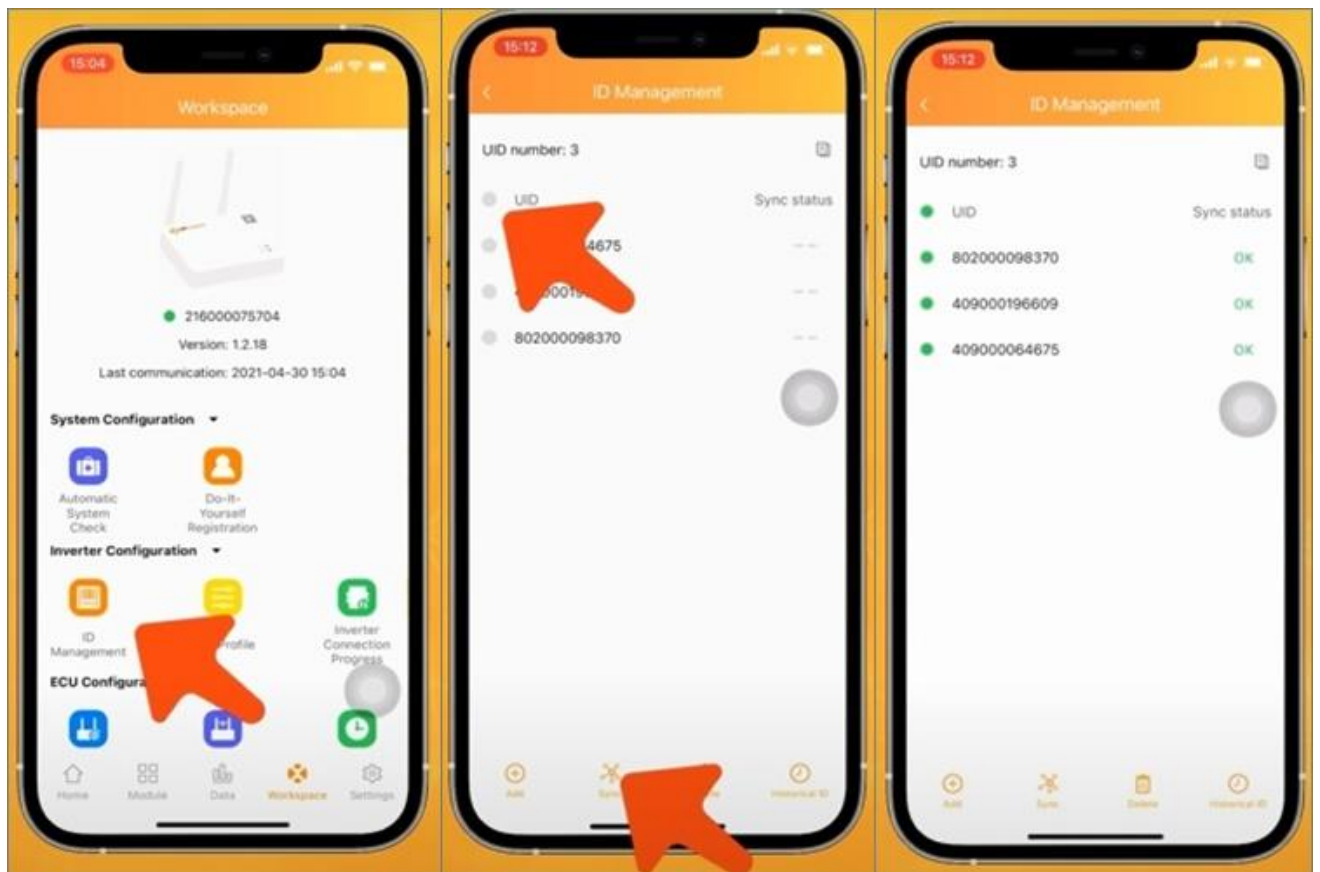 15:04
Workspace
216000075704
Version: 1.2.18
Last communication: 2021-04-30 15:04
System Configuration
Automatic System Check
Do-It-Yourself Registration
Inverter Configuration
ID Management
Profile
Inverter Connection Progress
ECU Configura
Home Module Data Workspace Settings
15:12
ID Management
UID number: 3
UID Sync status
4675 --
--
802000098370 --
Add Historical ID
15:12
ID Management
UID number: 3
UID Sync status
802000098370 OK
409000196609 OK
409000064675 OK
Add Sync Delete Historical ID